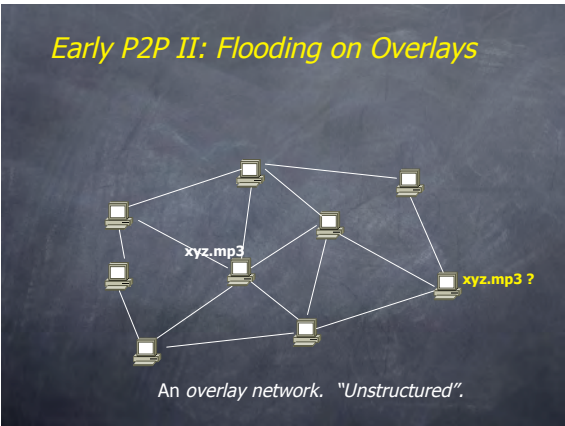 Early P2P II: Flooding on Overlays
xyz.mp3
xyz.mp3 ?
An overlay network. “Unstructured”.